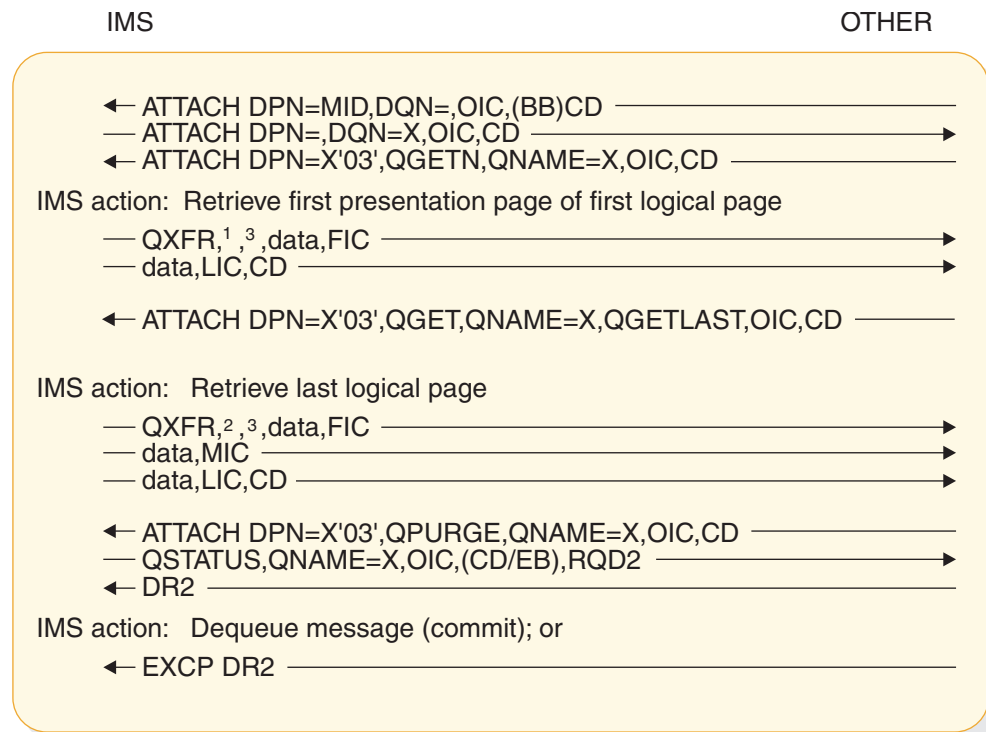 IMS OTHER
ATTACH DPN=MID,DQN=,OIC,(BB)CD
ATTACH DPN=,DQN=X,OIC,CD
ATTACH DPN=X'03',QGETN,QNAME=X,OIC,CD
IMS action: Retrieve first presentation page of first logical page
QXFR,¹ ,³ ,data,FIC
data,LIC,CD
ATTACH DPN=X'03',QGET,QNAME=X,QGETLAST,OIC,CD
IMS action: Retrieve last logical page
QXFR,² ,³ ,data,FIC
data,MIC
data,LIC,CD
ATTACH DPN=X'03',QPURGE,QNAME=X,OIC,CD
QSTATUS,QNAME=X,OIC,(CD/EB),RQD2
DR2
IMS action: Dequeue message (commit); or
EXCP DR2